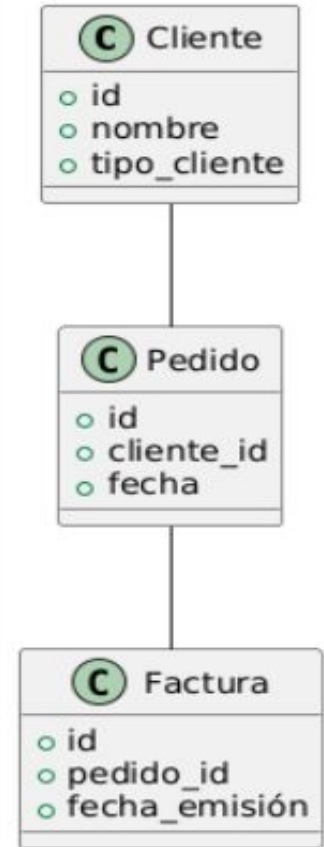 C Cliente
id
nombre
tipo_cliente
C Pedido
id
cliente_id
fecha
C Factura
id
pedido_id
fecha_emisión